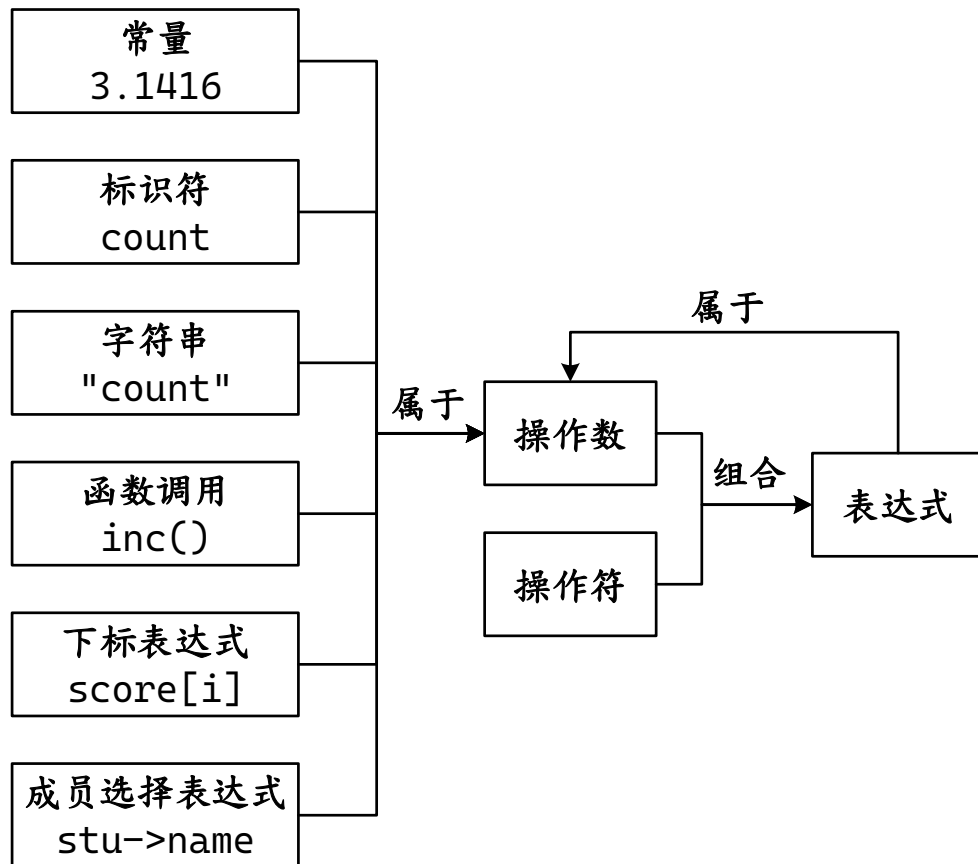 常量
3.1416
标识符
count
字符串
"count"
函数调用
inc()
下标表达式
score[i]
成员选择表达式
stu->name
属于
操作数
操作符
属于
组合
表达式